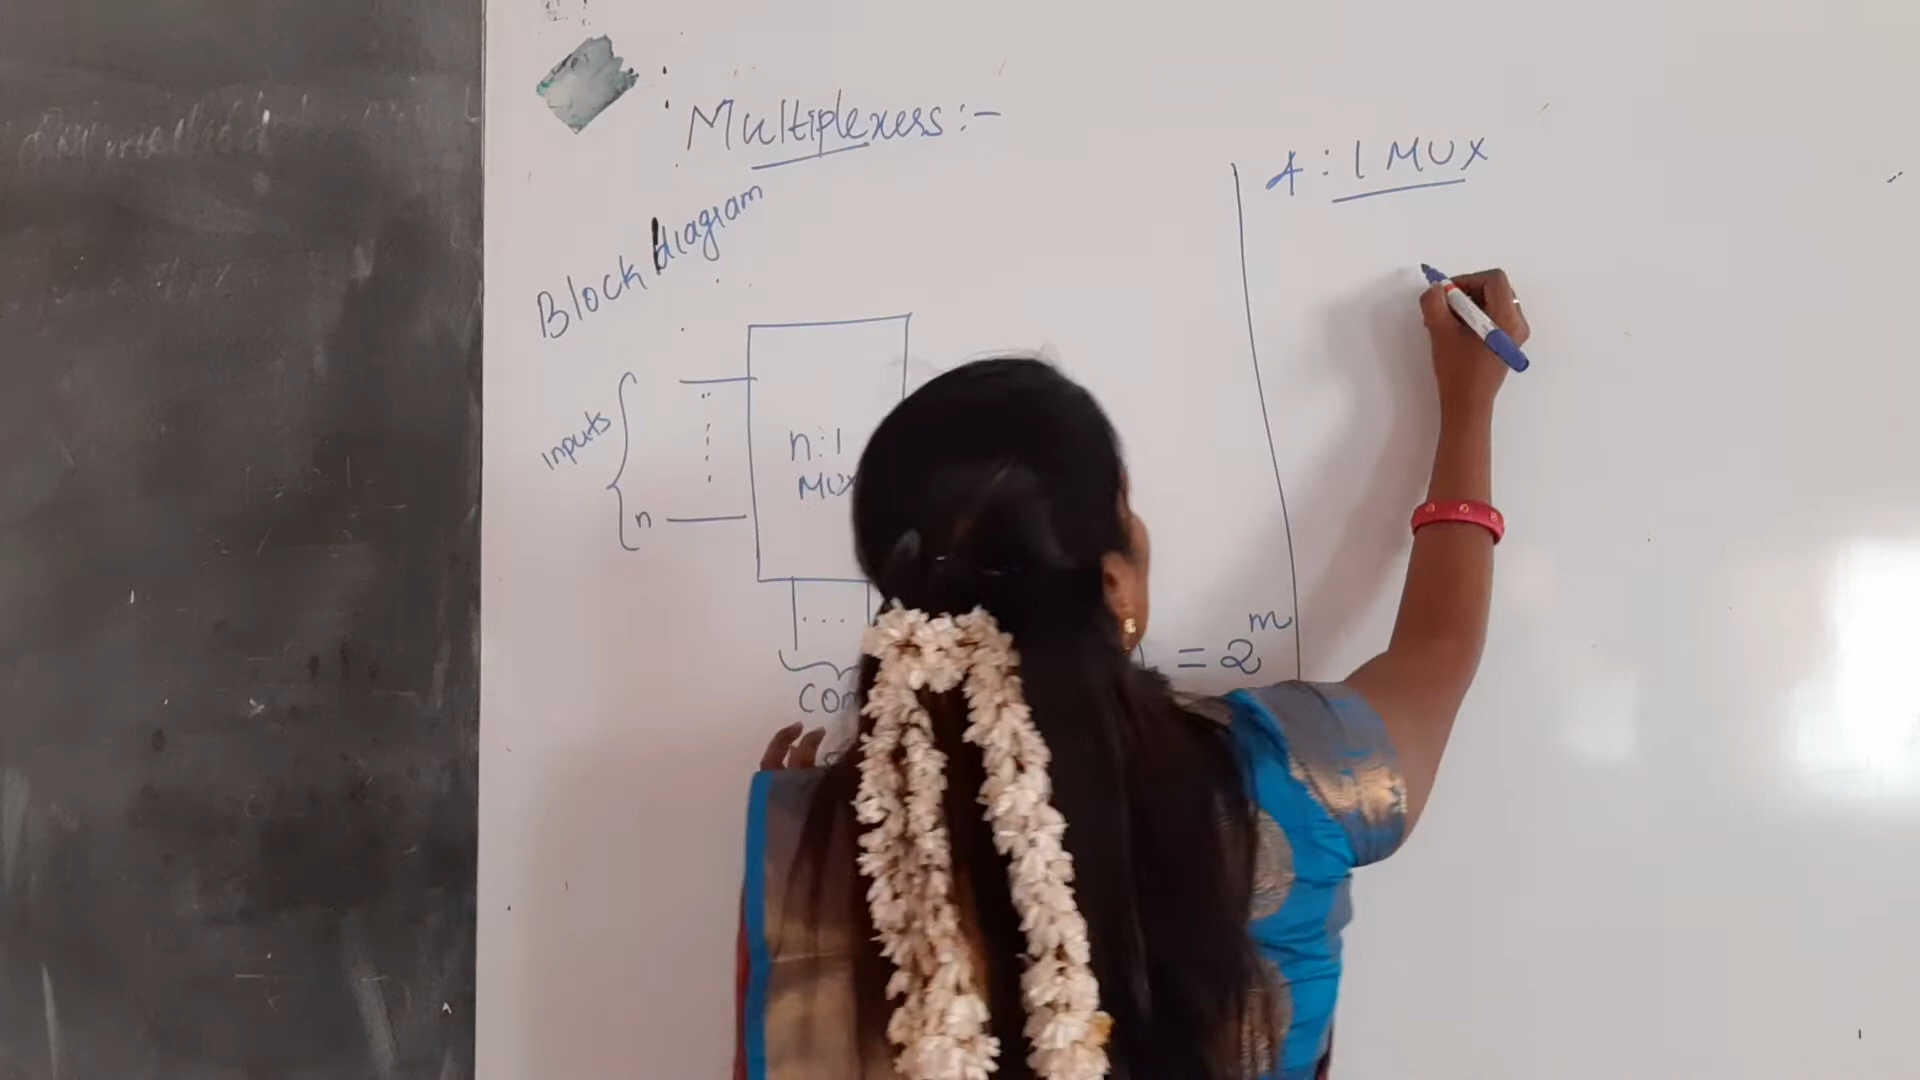 Multiplexers :-
Block diagram
inputs
n
n:1
MUX
...
= 2^m
4:1 MUX